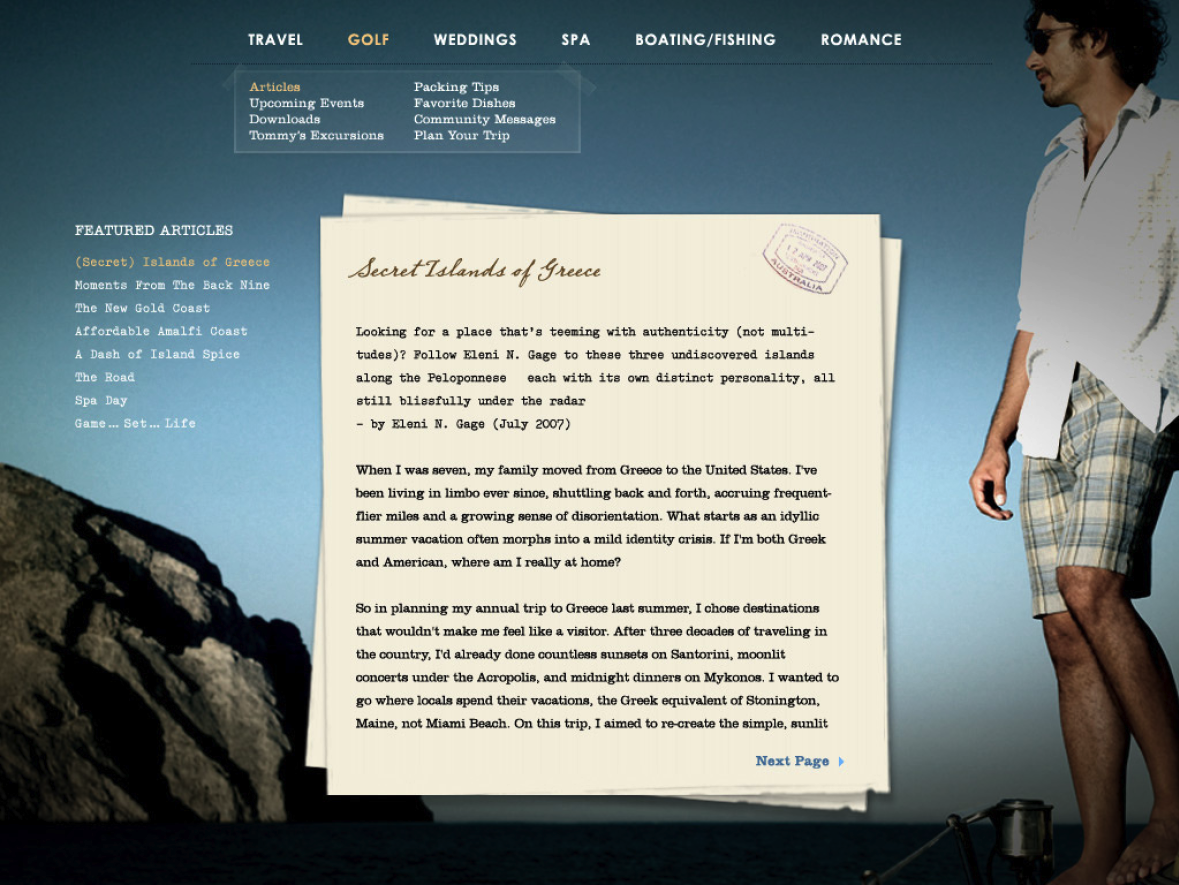 TRAVEL GOLF WEDDINGS SPA BOATING/FISHING ROMANCE
Articles
Upcoming Events
Downloads
Tommy's Excursions
Packing Tips
Favorite Dishes
Community Messages
Plan Your Trip
FEATURED ARTICLES
(Secret) Islands of Greece
Moments From The Back Nine
The New Gold Coast
Affordable Amalfi Coast
A Dash of Island Spice
The Road
Spa Day
Game... Set... Life
Secret Islands of Greece
IMMIGRATION
17 APR 2007
AUSTRALIA
Looking for a place that's teeming with authenticity (not multi-
tudes)? Follow Eleni N. Gage to these three undiscovered islands
along the Peloponnese each with its own distinct personality, all
still blissfully under the radar
- by Eleni N. Gage (July 2007)
When I was seven, my family moved from Greece to the United States. I've
been living in limbo ever since, shuttling back and forth, accruing frequent-
flier miles and a growing sense of disorientation. What starts as an idyllic
summer vacation often morphs into a mild identity crisis. If I'm both Greek
and American, where am I really at home?
So in planning my annual trip to Greece last summer, I chose destinations
that wouldn't make me feel like a visitor. After three decades of traveling in
the country, I'd already done countless sunsets on Santorini, moonlit
concerts under the Acropolis, and midnight dinners on Mykonos. I wanted to
go where locals spend their vacations, the Greek equivalent of Stonington,
Maine, not Miami Beach. On this trip, I aimed to re-create the simple, sunlit
Next Page